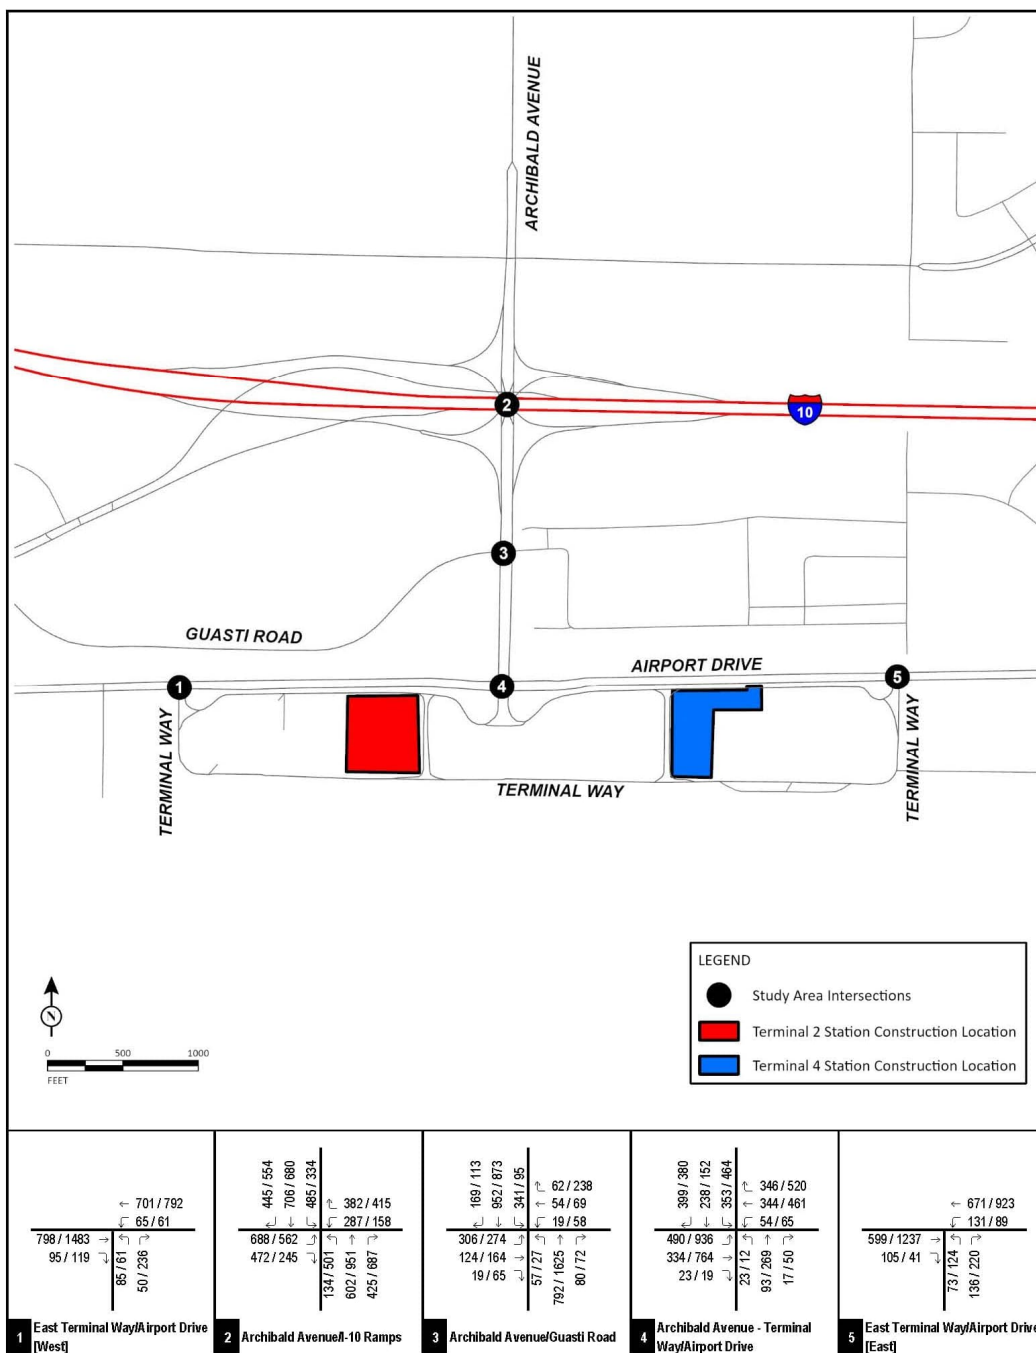 ARCHIBALD AVENUE
2
10
3
GUASTI ROAD
AIRPORT DRIVE
1
4
5
TERMINAL WAY
TERMINAL WAY
TERMINAL WAY
LEGEND
Study Area Intersections
Terminal 2 Station Construction Location
Terminal 4 Station Construction Location
N
0 500 1000
FEET
701 / 792
65 / 61
798 / 1483
95 / 119
85 / 61
50 / 236
1 East Terminal Way/Airport Drive
[West]
445 / 554
706 / 680
485 / 334
382 / 415
287 / 158
688 / 562
472 / 245
134 / 501
602 / 951
425 / 687
2 Archibald Avenue/I-10 Ramps
169 / 113
952 / 873
341 / 95
62 / 238
54 / 69
19 / 58
306 / 274
124 / 164
19 / 65
57 / 27
792 / 1625
80 / 72
3 Archibald Avenue/Guasti Road
399 / 380
238 / 152
353 / 464
346 / 520
344 / 461
54 / 65
490 / 936
334 / 764
23 / 19
23 / 12
93 / 269
17 / 50
4 Archibald Avenue - Terminal
Way/Airport Drive
671 / 923
131 / 89
599 / 1237
105 / 41
73 / 124
136 / 220
5 East Terminal Way/Airport Drive
[East]